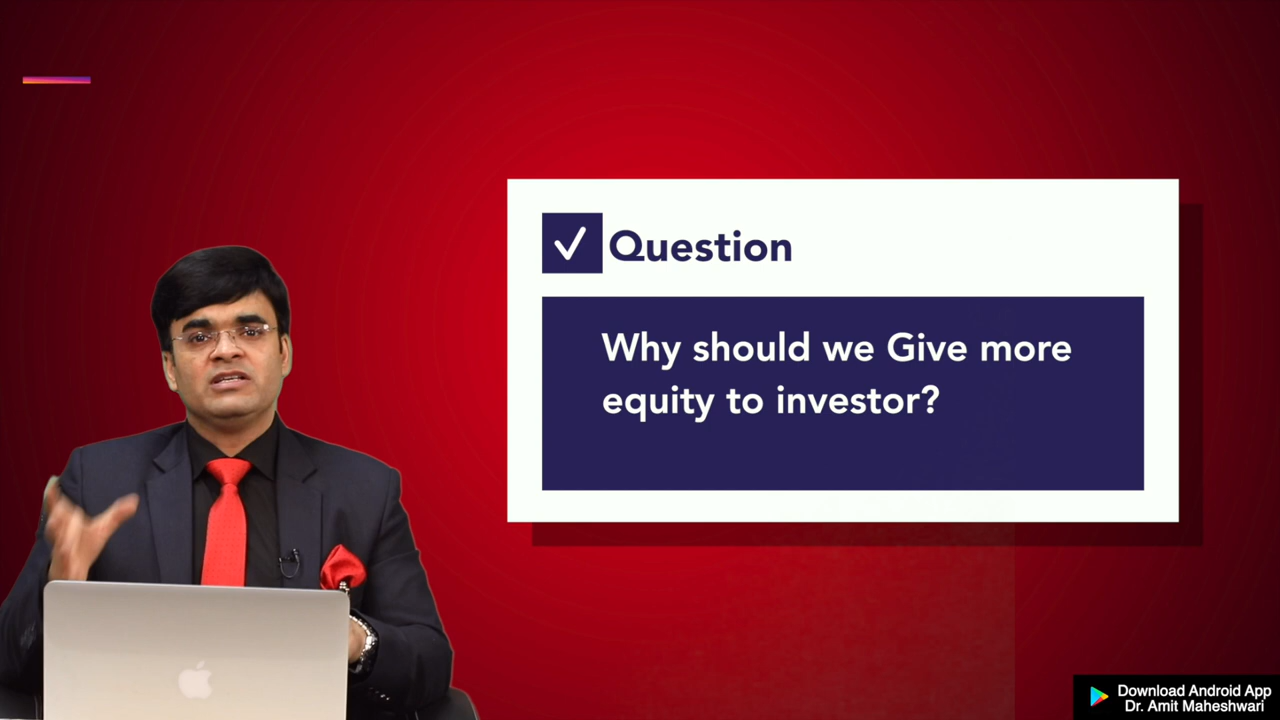 Question
Why should we Give more
equity to investor?
Download Android App
Dr. Amit Maheshwari